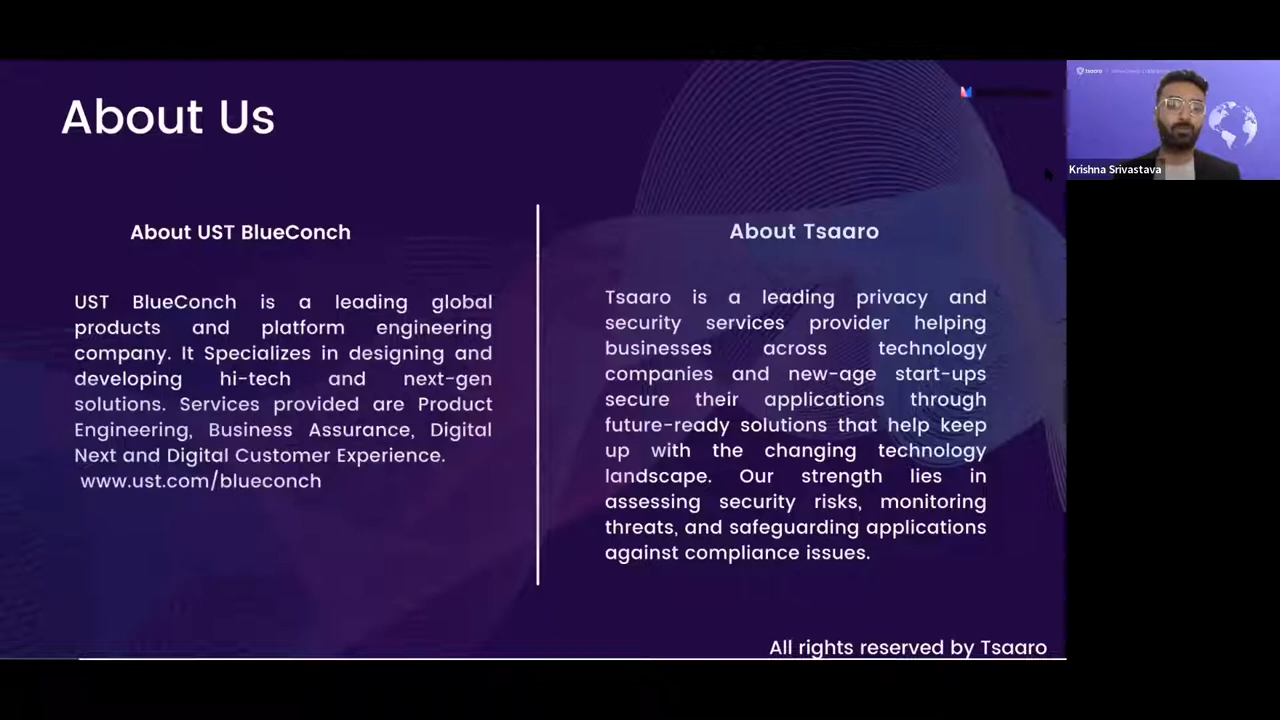 About Us
About UST BlueConch
UST BlueConch is a leading global
products and platform engineering
company. It Specializes in designing and
developing hi-tech and next-gen
solutions. Services provided are Product
Engineering, Business Assurance, Digital
Next and Digital Customer Experience.
www.ust.com/blueconch
About Tsaaro
Tsaaro is a leading privacy and
security services provider helping
businesses across technology
companies and new-age start-ups
secure their applications through
future-ready solutions that help keep
up with the changing technology
landscape. Our strength lies in
assessing security risks, monitoring
threats, and safeguarding applications
against compliance issues.
All rights reserved by Tsaaro
tsaaro
Krishna Srivastava